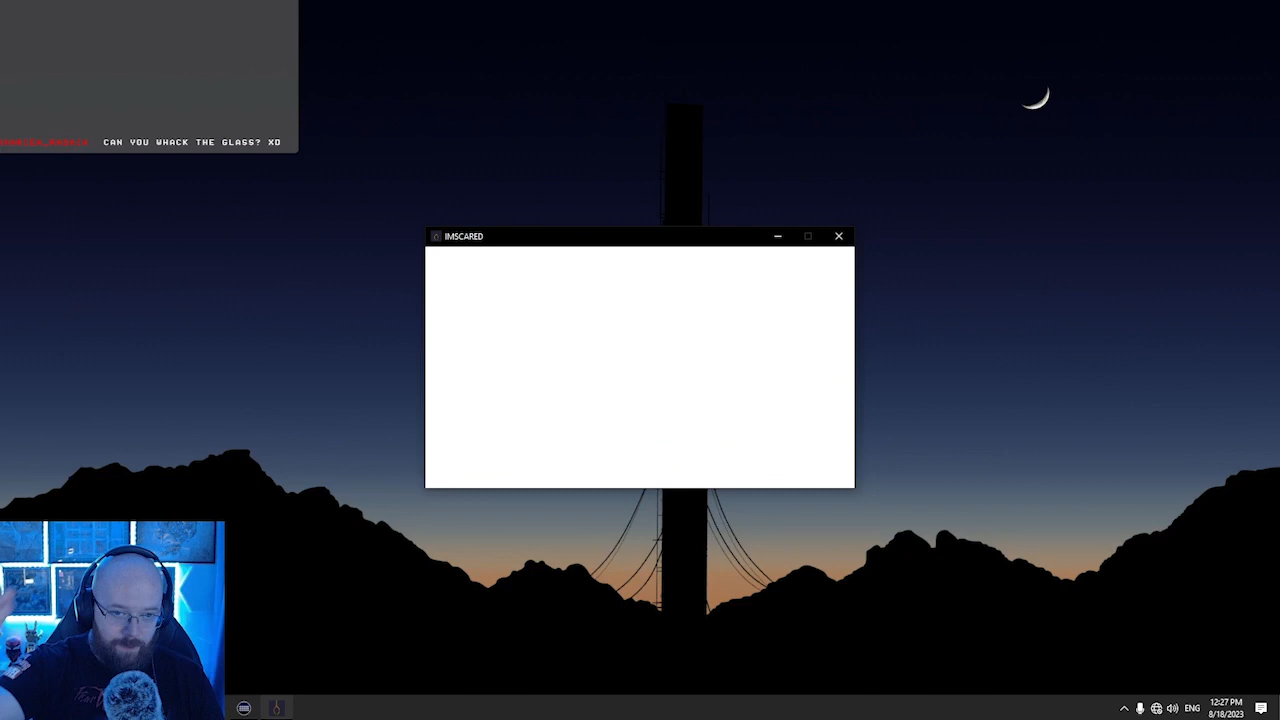 CAN YOU WHACK THE GLASS? XD
IMSCARED
ENG
12:27 PM
8/18/2023